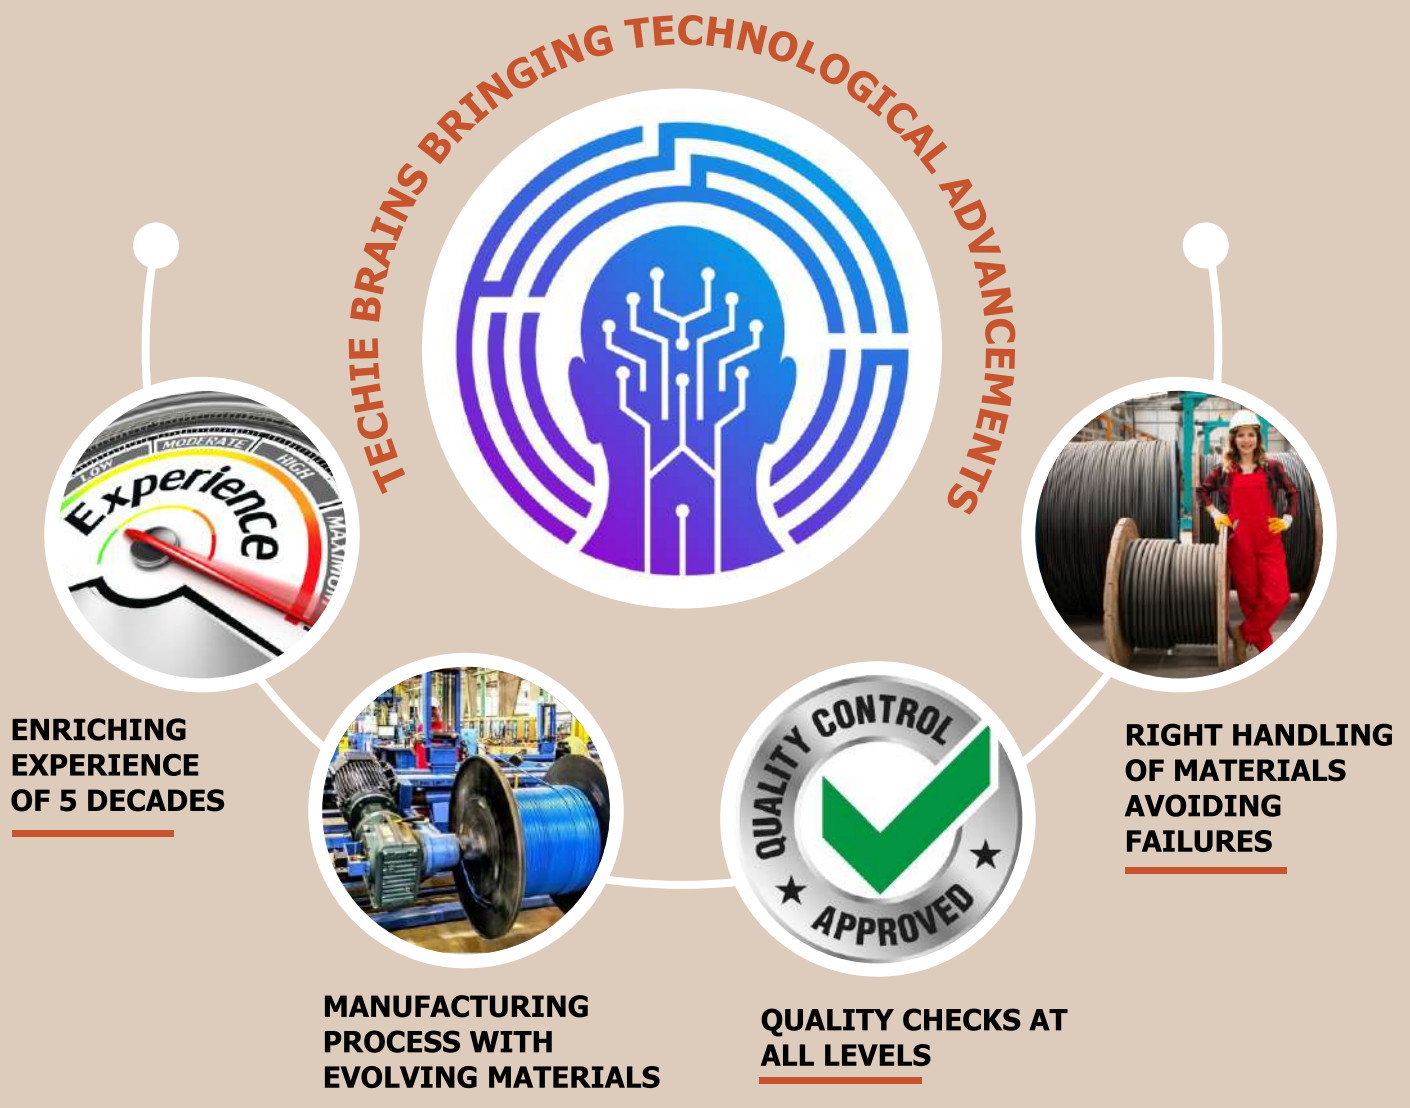 TECHIE BRAINS BRINGING TECHNOLOGICAL ADVANCEMENTS
LOW
MODERATE
HIGH
MAXIMUM
Experience
ENRICHING
EXPERIENCE
OF 5 DECADES
MANUFACTURING
PROCESS WITH
EVOLVING MATERIALS
QUALITY CONTROL
APPROVED
QUALITY CHECKS AT
ALL LEVELS
RIGHT HANDLING
OF MATERIALS
AVOIDING
FAILURES